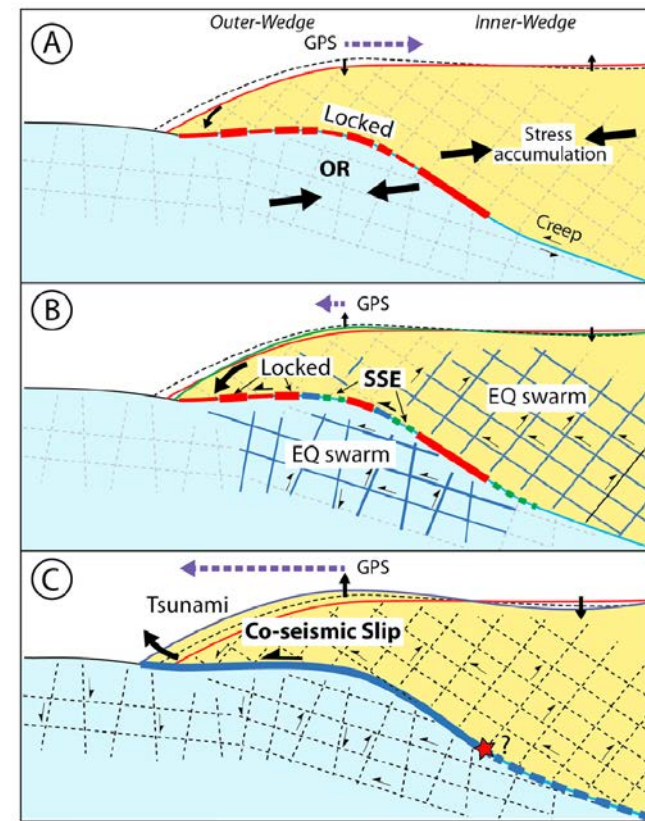 Outer-Wedge
Inner-Wedge
A
GPS
Locked
Stress
accumulation
OR
Creep
B
GPS
Locked
SSE
EQ swarm
EQ swarm
C
GPS
Tsunami
Co-seismic Slip
?